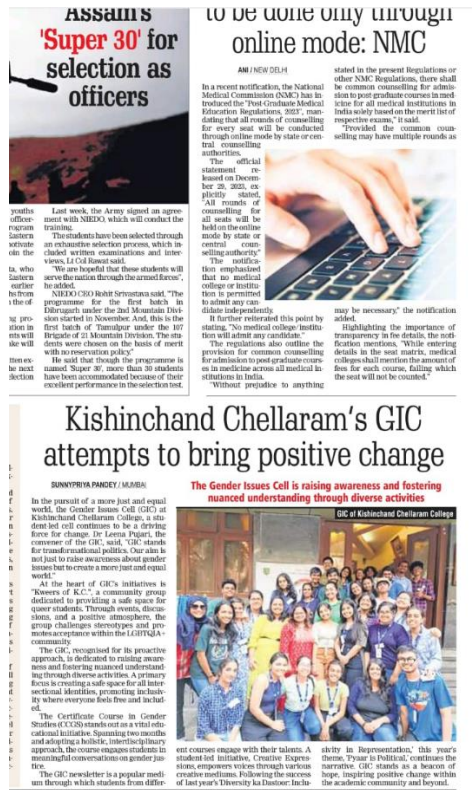 Assam's
'Super 30' for
selection as
officers
youths
officer-
rogram
Eastern
otivate
oin the
ta, who
Eastern
earlier
hs from
n the of-
ng pro-
tion in
nts will
ke will
tten ex-
he next
election
Last week, the Army signed an agree-
ment with NIEDO, which will conduct the
training.
The students have been selected through
an exhaustive selection process, which in-
cluded written examinations and inter-
views, Lt Col Rawat said.
"We are hopeful that these students will
serve the nation through the armed forces",
he added.
NIEDO CEO Rohit Srivastava said, "The
programme for the first batch in
Dibrugarh under the 2nd Mountain Divi-
sion started in November. And, this is the
first batch of Tamulpur under the 107
Brigade of 21 Mountain Division. The stu-
dents were chosen on the basis of merit
with no reservation policy."
He said that though the programme is
named 'Super 30', more than 30 students
have been accommodated because of their
excellent performance in the selection test.
to be done only through
online mode: NMC
ANI / NEW DELHI
In a recent notification, the National
Medical Commission (NMC) has in-
troduced the "Post-Graduate Medical
Education Regulations, 2023", man-
dating that all rounds of counselling
for every seat will be conducted
through online mode by state or cen-
tral counselling
authorities.
The official
statement re-
leased on Decem-
ber 29, 2023, ex-
plicitly stated,
"All rounds of
counselling for
all seats will be
held on the online
mode by state or
central coun-
selling authority."
The notifica-
tion emphasized
that no medical
college or institu-
tion is permitted
to admit any can-
didate independently.
It further reiterated this point by
stating, "No medical college/institu-
tion will admit any candidate."
The regulations also outline the
provision for common counselling
for admission to post-graduate cours-
es in medicine across all medical in-
stitutions in India.
"Without prejudice to anything
stated in the present Regulations or
other NMC Regulations, there shall
be common counselling for admis-
sion to post-graduate courses in med-
icine for all medical institutions in
India solely based on the merit list of
respective exams," it said.
"Provided the common coun-
selling may have multiple rounds as
may be necessary," the notification
added.
Highlighting the importance of
transparency in fee details, the noti-
fication mentions, "While entering
details in the seat matrix, medical
colleges shall mention the amount of
fees for each course, failing which
the seat will not be counted."
Kishinchand Chellaram's GIC
attempts to bring positive change
SUNNYPRIYA PANDEY / MUMBAI
The Gender Issues Cell is raising awareness and fostering
nuanced understanding through diverse activities
GIC of Kishinchand Chellaram College
In the pursuit of a more just and equal
world, the Gender Issues Cell (GIC) at
Kishinchand Chellaram College, a stu-
dent-led cell continues to be a driving
force for change. Dr Leena Pujari, the
convener of the GIC, said, "GIC stands
for transformational politics. Our aim is
not just to raise awareness about gender
issues but to create a more just and equal
world."
At the heart of GIC's initiatives is
"Kweers of K.C.", a community group
dedicated to providing a safe space for
queer students. Through events, discus-
sions, and a positive atmosphere, the
group challenges stereotypes and pro-
motes acceptance within the LGBTQIA+
community.
The GIC, recognised for its proactive
approach, is dedicated to raising aware-
ness and fostering nuanced understand-
ing through diverse activities. A primary
focus is creating a safe space for all inter-
sectional identities, promoting inclusiv-
ity where everyone feels free and includ-
ed.
The Certificate Course in Gender
Studies (CCGS) stands out as a vital edu-
cational initiative. Spanning two months
and adopting a holistic, interdisciplinary
approach, the course engages students in
meaningful conversations on gender jus-
tice.
The GIC newsletter is a popular medi-
um through which students from differ-
ent courses engage with their talents. A
student-led initiative, Creative Expres-
sions, empowers voices through various
creative mediums. Following the success
of last year's 'Diversity ka Dastoor: Inclu-
sivity in Representation,' this year's
theme, 'Pyaar is Political,' continues the
narrative. GIC stands as a beacon of
hope, inspiring positive change within
the academic community and beyond.